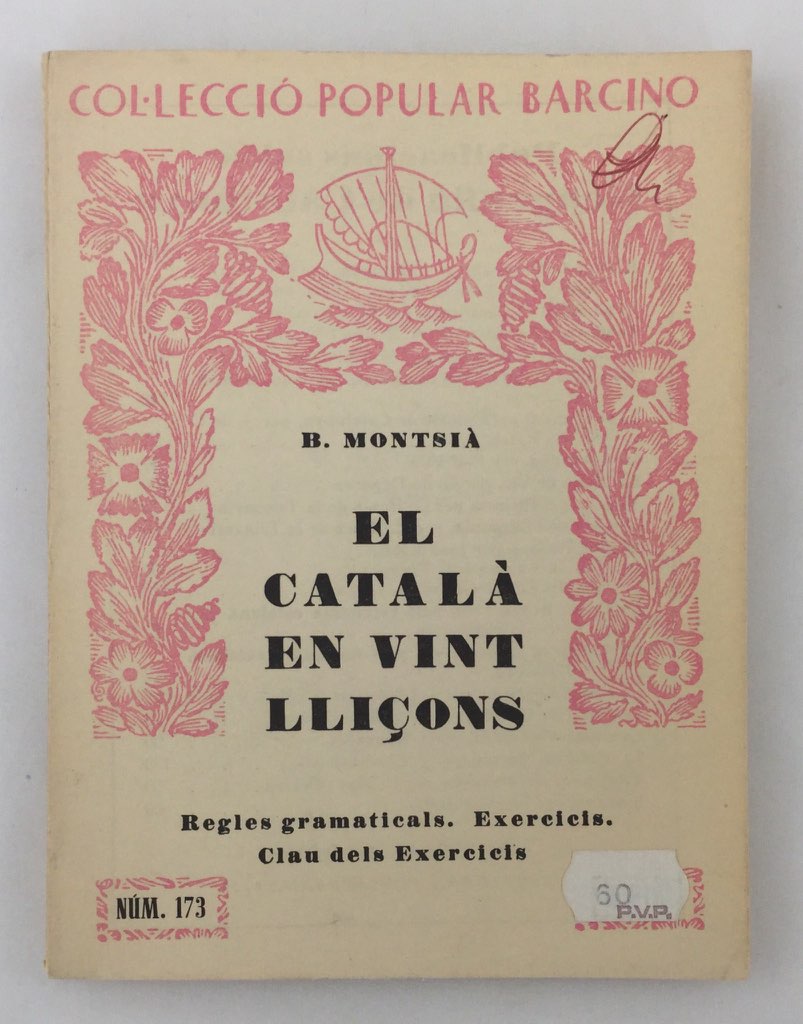 COL·LECCIÓ POPULAR BARCINO
B. MONTSIÀ
EL
CATALÀ
EN VINT
LLIÇONS
Regles gramaticals. Exercicis.
Clau dels Exercicis
NÚM. 173
60
P.V.P.